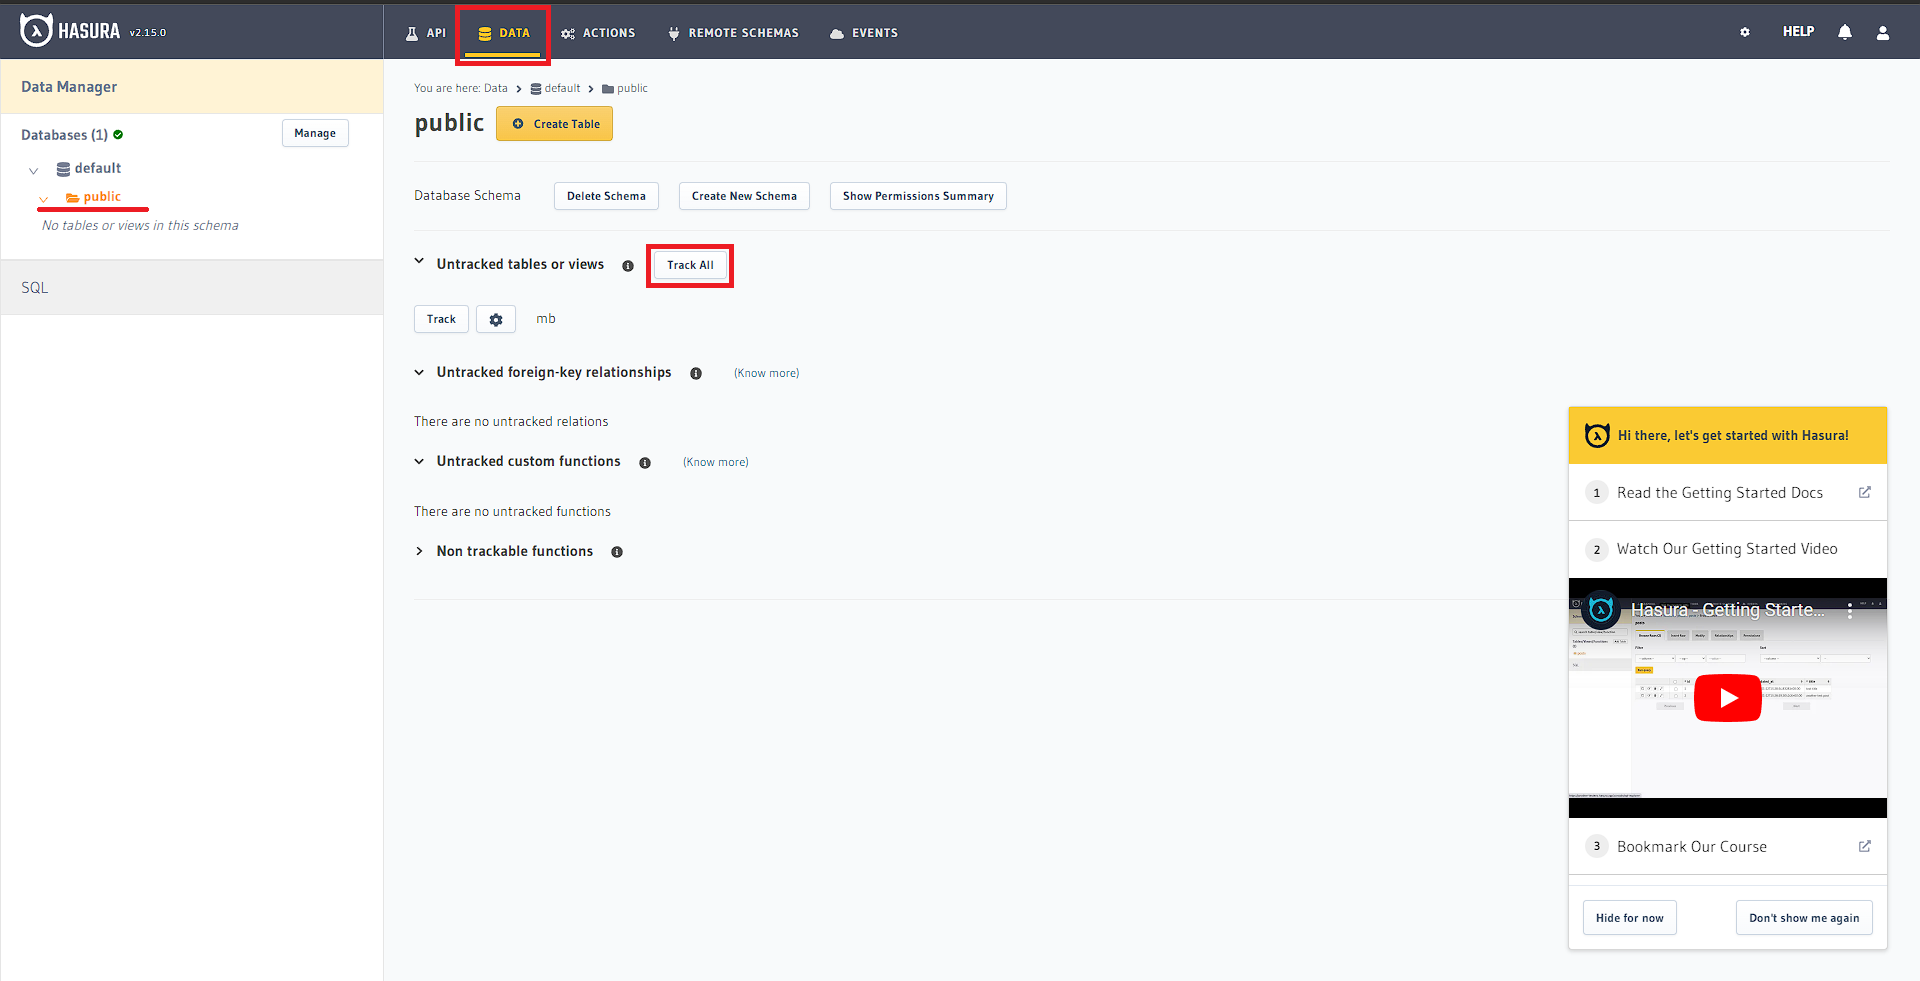 HASURA v2.15.0
API DATA ACTIONS REMOTE SCHEMAS EVENTS HELP
Data Manager
Databases (1) Manage
default
public
No tables or views in this schema
SQL
You are here: Data default public
public Create Table
Database Schema Delete Schema Create New Schema Show Permissions Summary
Untracked tables or views Track All
Track mb
Untracked foreign-key relationships (Know more)
There are no untracked relations
Untracked custom functions (Know more)
There are no untracked functions
Non trackable functions
Hi there, let's get started with Hasura!
1 Read the Getting Started Docs
2 Watch Our Getting Started Video
Hasura - Getting Starte...
3 Bookmark Our Course
Hide for now Don't show me again